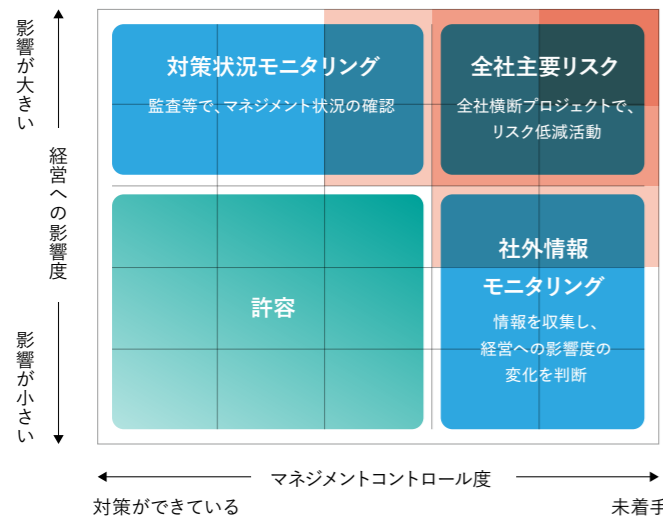 影響が大きい
経営への影響度
影響が小さい
対策状況モニタリング
監査等で、マネジメント状況の確認
全社主要リスク
全社横断プロジェクトで、
リスク低減活動
許容
社外情報
モニタリング
情報を収集し、
経営への影響度の
変化を判断
マネジメントコントロール度
対策ができている
未着手